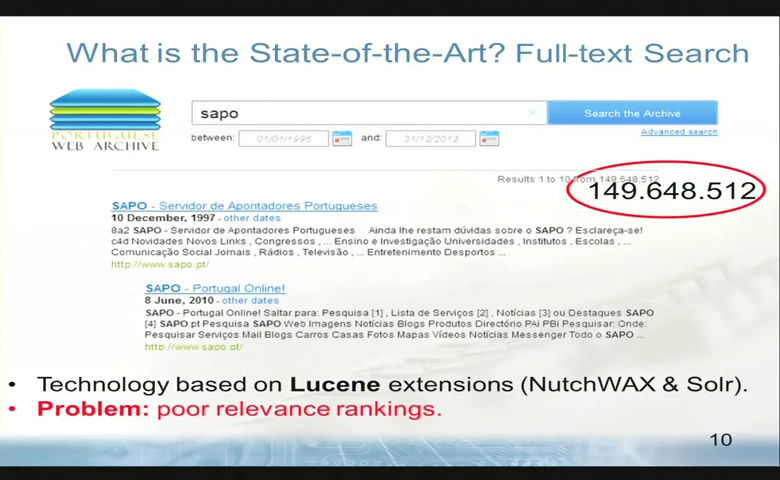 What is the State-of-the-Art? Full-text Search
PORTUGUESE
WEB ARCHIVE
sapo
Search the Archive
Advanced search
between: 01/01/1996 and: 31/12/2012
Results 1 to 10 from 149.648.512
149.648.512
SAPO - Servidor de Apontadores Portugueses
10 December, 1997 - other dates
8a2 SAPO - Servidor de Apontadores Portugueses Ainda lhe restam dúvidas sobre o SAPO ? Esclareça-se!
c4d Novidades Novos Links , Congressos , ... Ensino e Investigação Universidades , Institutos , Escolas , ...
Comunicação Social Jornais , Rádios , Televisão , ... Entretenimento Desportos ...
http://www.sapo.pt/
SAPO - Portugal Online!
8 June, 2010 - other dates
SAPO - Portugal Online! Saltar para: Pesquisa [1] , Lista de Serviços [2] , Notícias [3] ou Destaques SAPO
[4] SAPO.pt Pesquisa SAPO Web Imagens Notícias Blogs Produtos Directório PAi PBi Pesquisar: Onde:
Pesquisar Serviços Mail Blogs Carros Casas Fotos Mapas Vídeos Notícias Messenger Todo o SAPO ...
http://www.sapo.pt/
• Technology based on Lucene extensions (NutchWAX & Solr).
• Problem: poor relevance rankings.
10